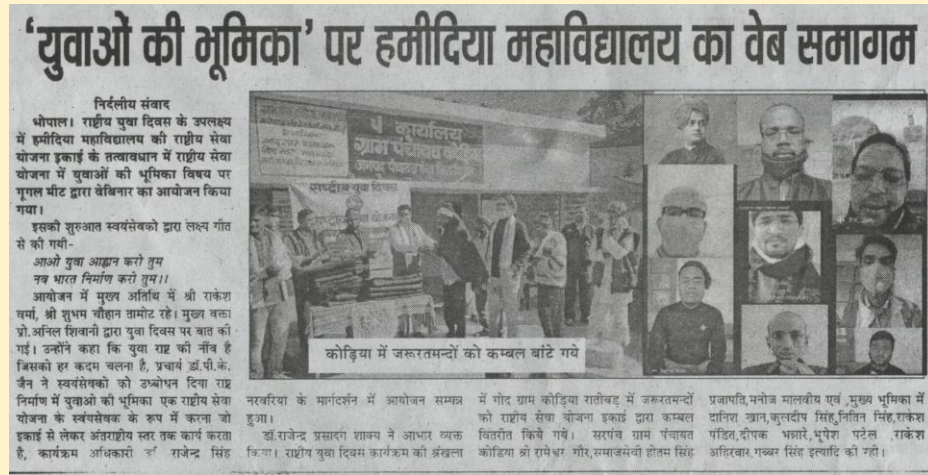 'युवाओं की भूमिका' पर हमीदिया महाविद्यालय का वेब समागम
निर्दलीय संवाद
भोपाल। राष्ट्रीय युवा दिवस के उपलक्ष्य
में हमीदिया महाविद्यालय की राष्ट्रीय सेवा
योजना इकाई के तत्वावधान में राष्ट्रीय सेवा
योजना में युवाओं की भूमिका विषय पर
गूगल मीट द्वारा वेबिनार का आयोजन किया
गया।
इसकी शुरुआत स्वयंसेवको द्वारा लक्ष्य गीत
से की गयी-
आओ युवा आह्वान करो तुम
नव भारत निर्माण करो तुम।।
आयोजन में मुख्य अतिथि में श्री राकेश
वर्मा, श्री शुभम चौहान तामोट रहे। मुख्य वक्ता
प्रो.अनिल शिवानी द्वारा युवा दिवस पर बात की
गई। उन्होंने कहा कि युवा राष्ट्र की नींव है
जिसको हर कदम चलना है, प्रचार्य डॉ.पी.के.
जैन ने स्वयंसेवको को उध्बोधन दिया राष्ट्र
निर्माण में युवाओ की भूमिका एक राष्ट्रीय सेवा
योजना के स्वंयसेवक के रूप में करना जो
इकाई से लेकर अंतराष्ट्रीय स्तर तक कार्य करता
है, कार्यक्रम अधिकारी डॉ राजेन्द्र सिंह
पं कार्यालय
ग्राम पंचायत कोड़िया
राष्ट्रीय युवा दिवस
कोड़िया में जरूरतमन्दों को कम्बल बांटे गये
नरवरिया के मार्गदर्शन में आयोजन सम्पन्न
हुआ।
डॉ.राजेन्द्र प्रसादग शाक्य ने आभार व्यक्त
किया। राष्ट्रीय युवा दिवस कार्यक्रम की श्रंखला
में गोद ग्राम कोड़िया रातीबड़ में जरूरतमन्दों
को राष्ट्रीय सेवा योजना इकाई द्वारा कम्बल
वितरीत किये गये। सरपंच ग्राम पंचायत
कोडिया श्री रामेश्वर गौर,समाजसेवी हीतम सिंह
प्रजापति,मनोज मालवीय एवं ,मुख्य भूमिका में
दानिश खान,कुलदीप सिंह,नितिन सिंह,राकेश
पंडित,दीपक भन्नारे,भूपेश पटेल ,राकेश
अहिरवार,गब्बर सिंह इत्यादि की रही।